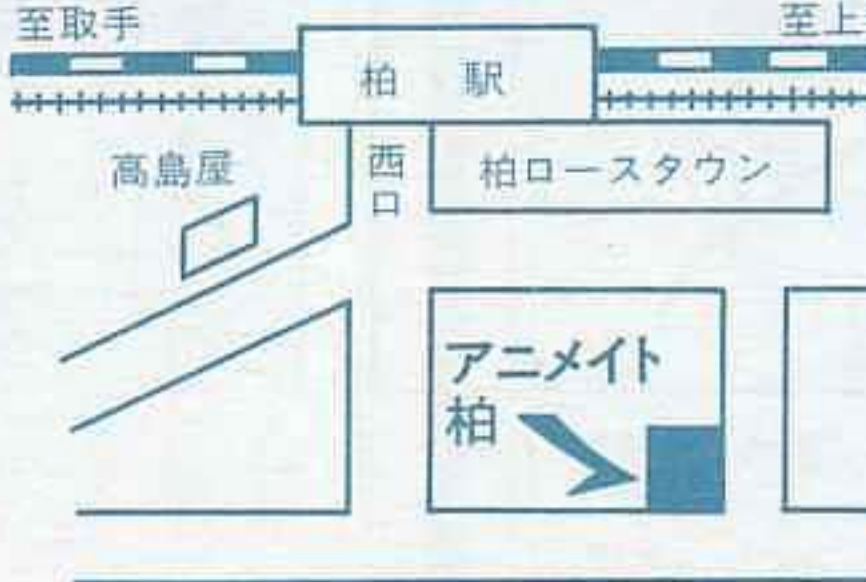 至取手
至上
柏 駅
高島屋
西口
柏ロースタウン
アニメイト
柏